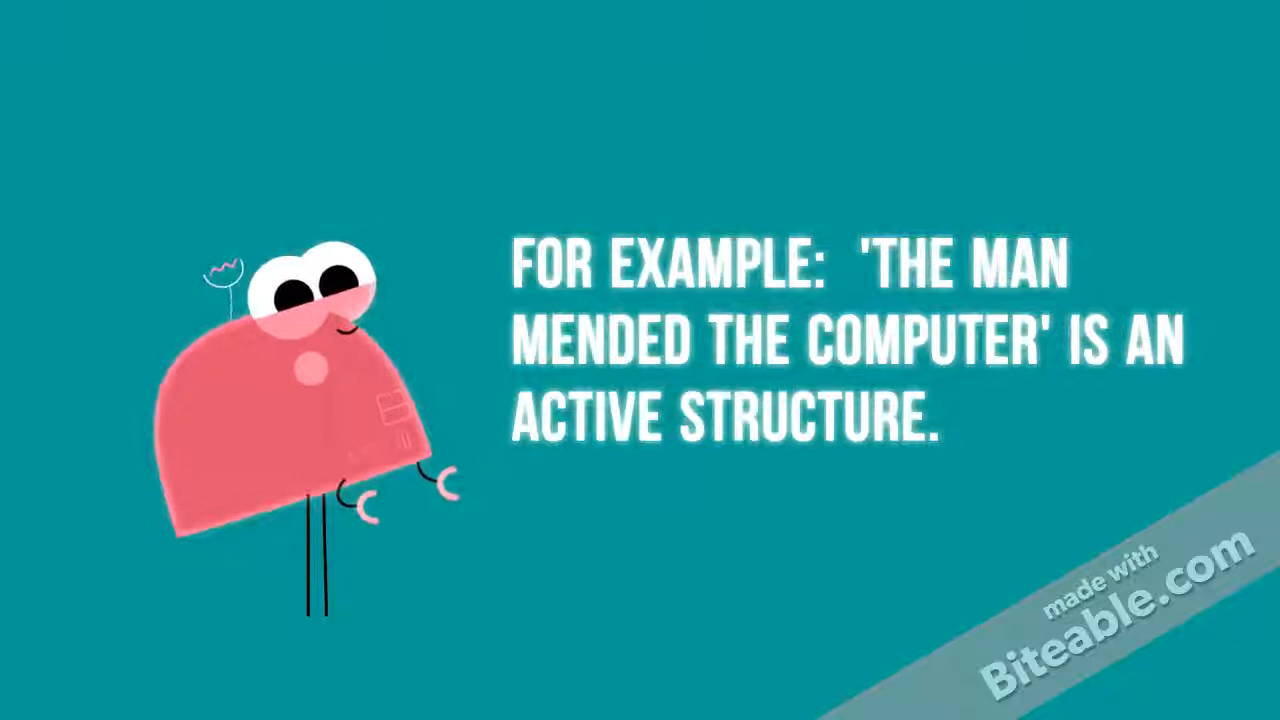 FOR EXAMPLE: 'THE MAN
MENDED THE COMPUTER' IS AN
ACTIVE STRUCTURE.
made with
Biteable.com